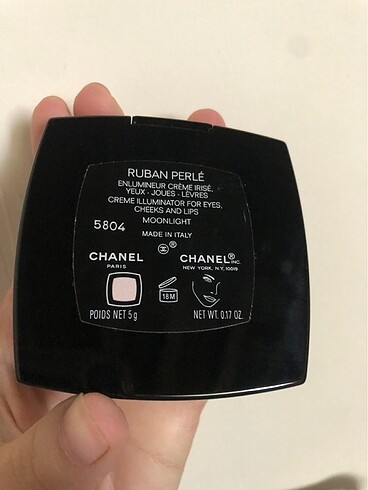 RUBAN PERLÉ
ENLUMINEUR CRÈME IRISÉ,
YEUX · JOUES · LÈVRES
CREME ILLUMINATOR FOR EYES,
CHEEKS AND LIPS
MOONLIGHT
5804
MADE IN ITALY
®
CHANEL CHANEL® INC.
PARIS NEW YORK, N.Y. 10019
18M
POIDS NET 5g NET WT. 0.17 OZ.